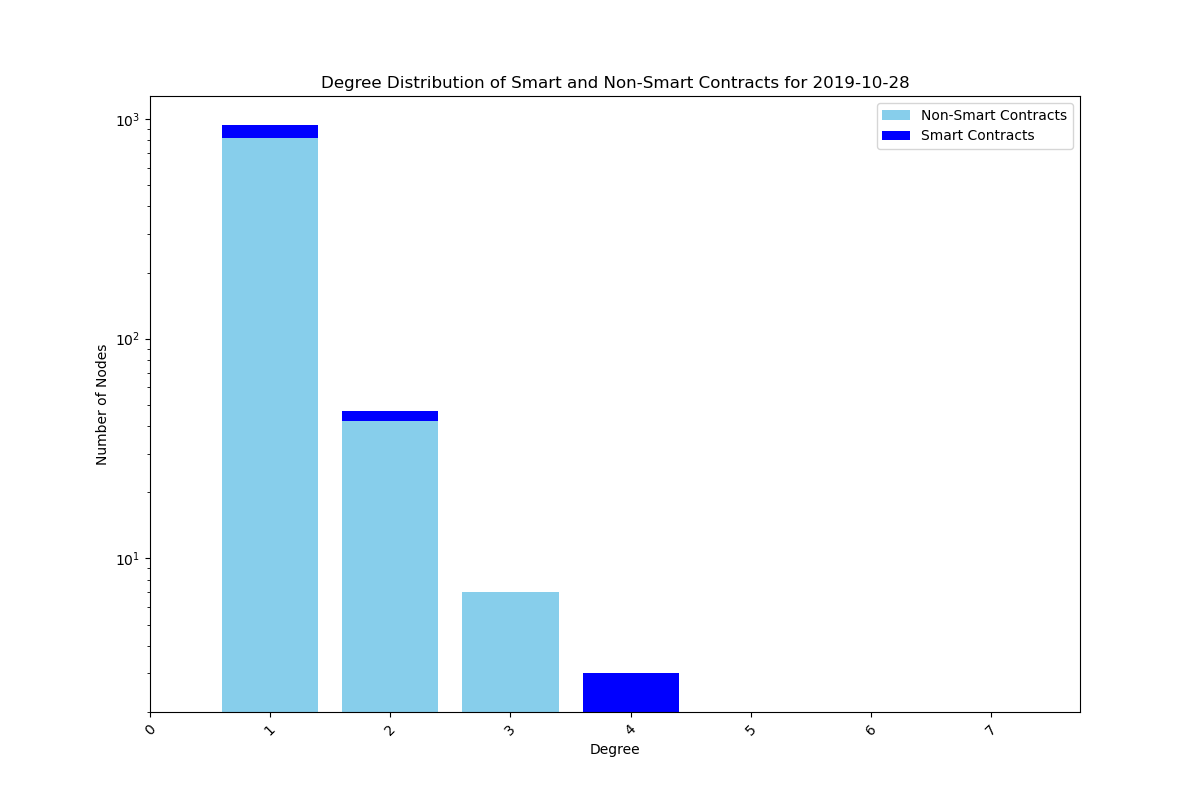 Degree Distribution of Smart and Non-Smart Contracts for 2019-10-28
Non-Smart Contracts
Smart Contracts
Number of Nodes
10³
10²
10¹
0 1 2 3 4 5 6 7
Degree